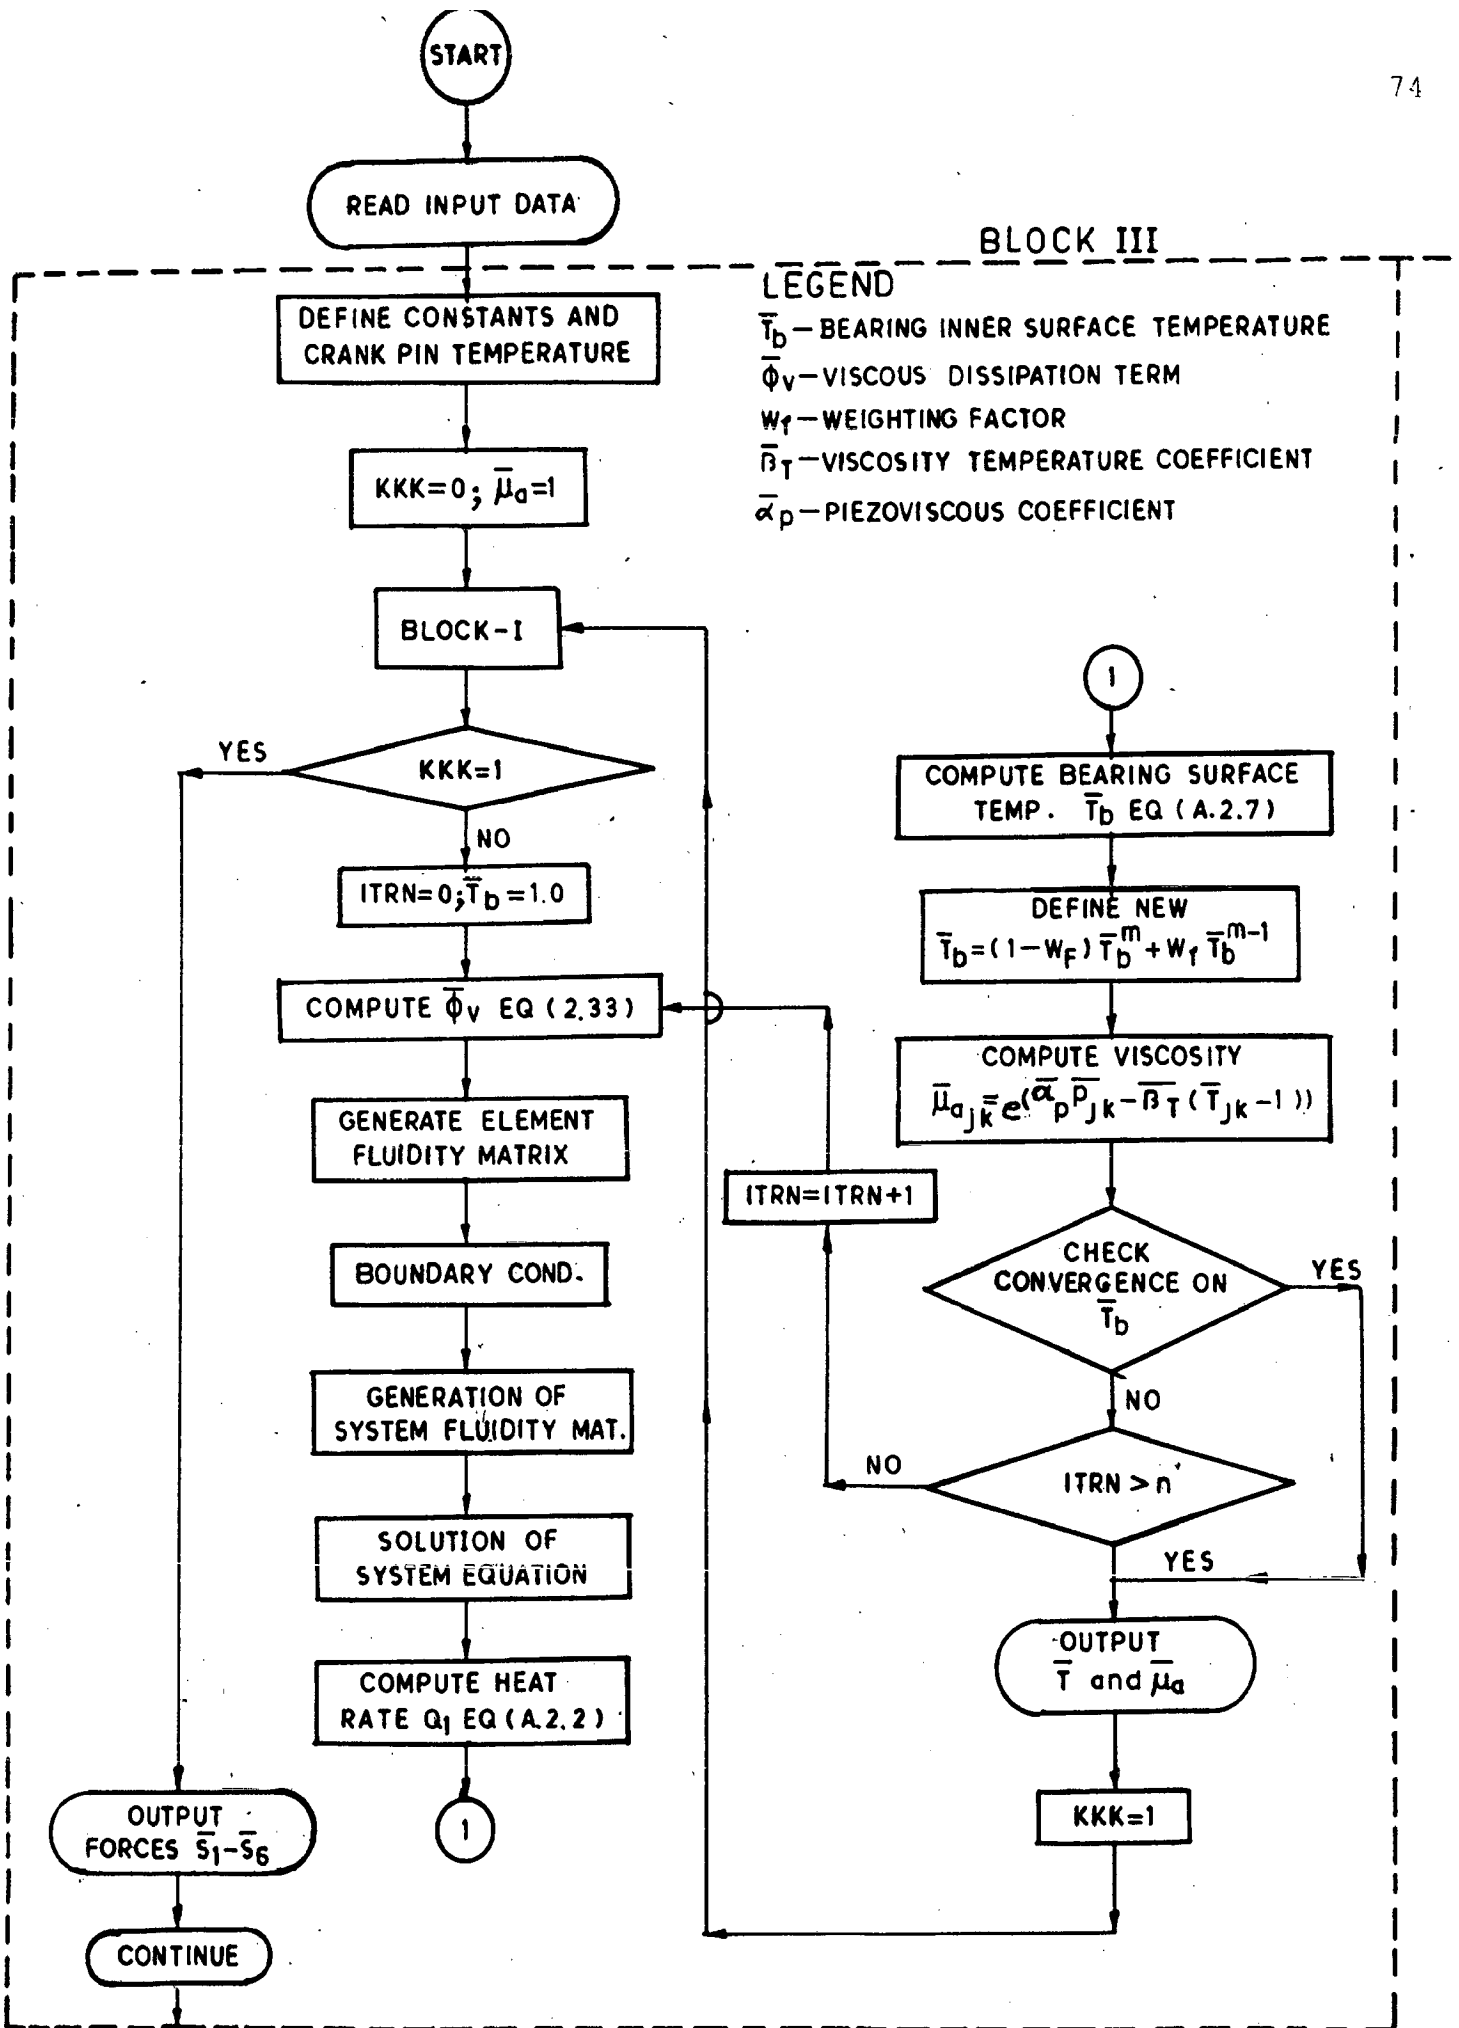 START
74
READ INPUT DATA
BLOCK III
LEGEND
T̄b—BEARING INNER SURFACE TEMPERATURE
ϕ̄v—VISCOUS DISSIPATION TERM
Wf—WEIGHTING FACTOR
β̄T—VISCOSITY TEMPERATURE COEFFICIENT
ᾱp—PIEZOVISCOUS COEFFICIENT
DEFINE CONSTANTS AND
CRANK PIN TEMPERATURE
KKK=0; μ̄a=1
BLOCK-I
KKK=1
YES
NO
ITRN=0; T̄b=1.0
COMPUTE ϕ̄v EQ (2.33)
GENERATE ELEMENT
FLUIDITY MATRIX
BOUNDARY COND.
GENERATION OF
SYSTEM FLUIDITY MAT.
SOLUTION OF
SYSTEM EQUATION
COMPUTE HEAT
RATE Q1 EQ (A.2.2)
1
OUTPUT
FORCES S̄1-S̄6
CONTINUE
1
COMPUTE BEARING SURFACE
TEMP. T̄b EQ (A.2.7)
DEFINE NEW
T̄b=(1-WF) T̄b^m + Wf T̄b^m-1
COMPUTE VISCOSITY
μ̄ajk=e(ᾱp p̄jk-β̄T(T̄jk-1))
ITRN=ITRN+1
CHECK
CONVERGENCE ON
T̄b
YES
NO
ITRN > n
NO
YES
OUTPUT
T̄ and μ̄a
KKK=1